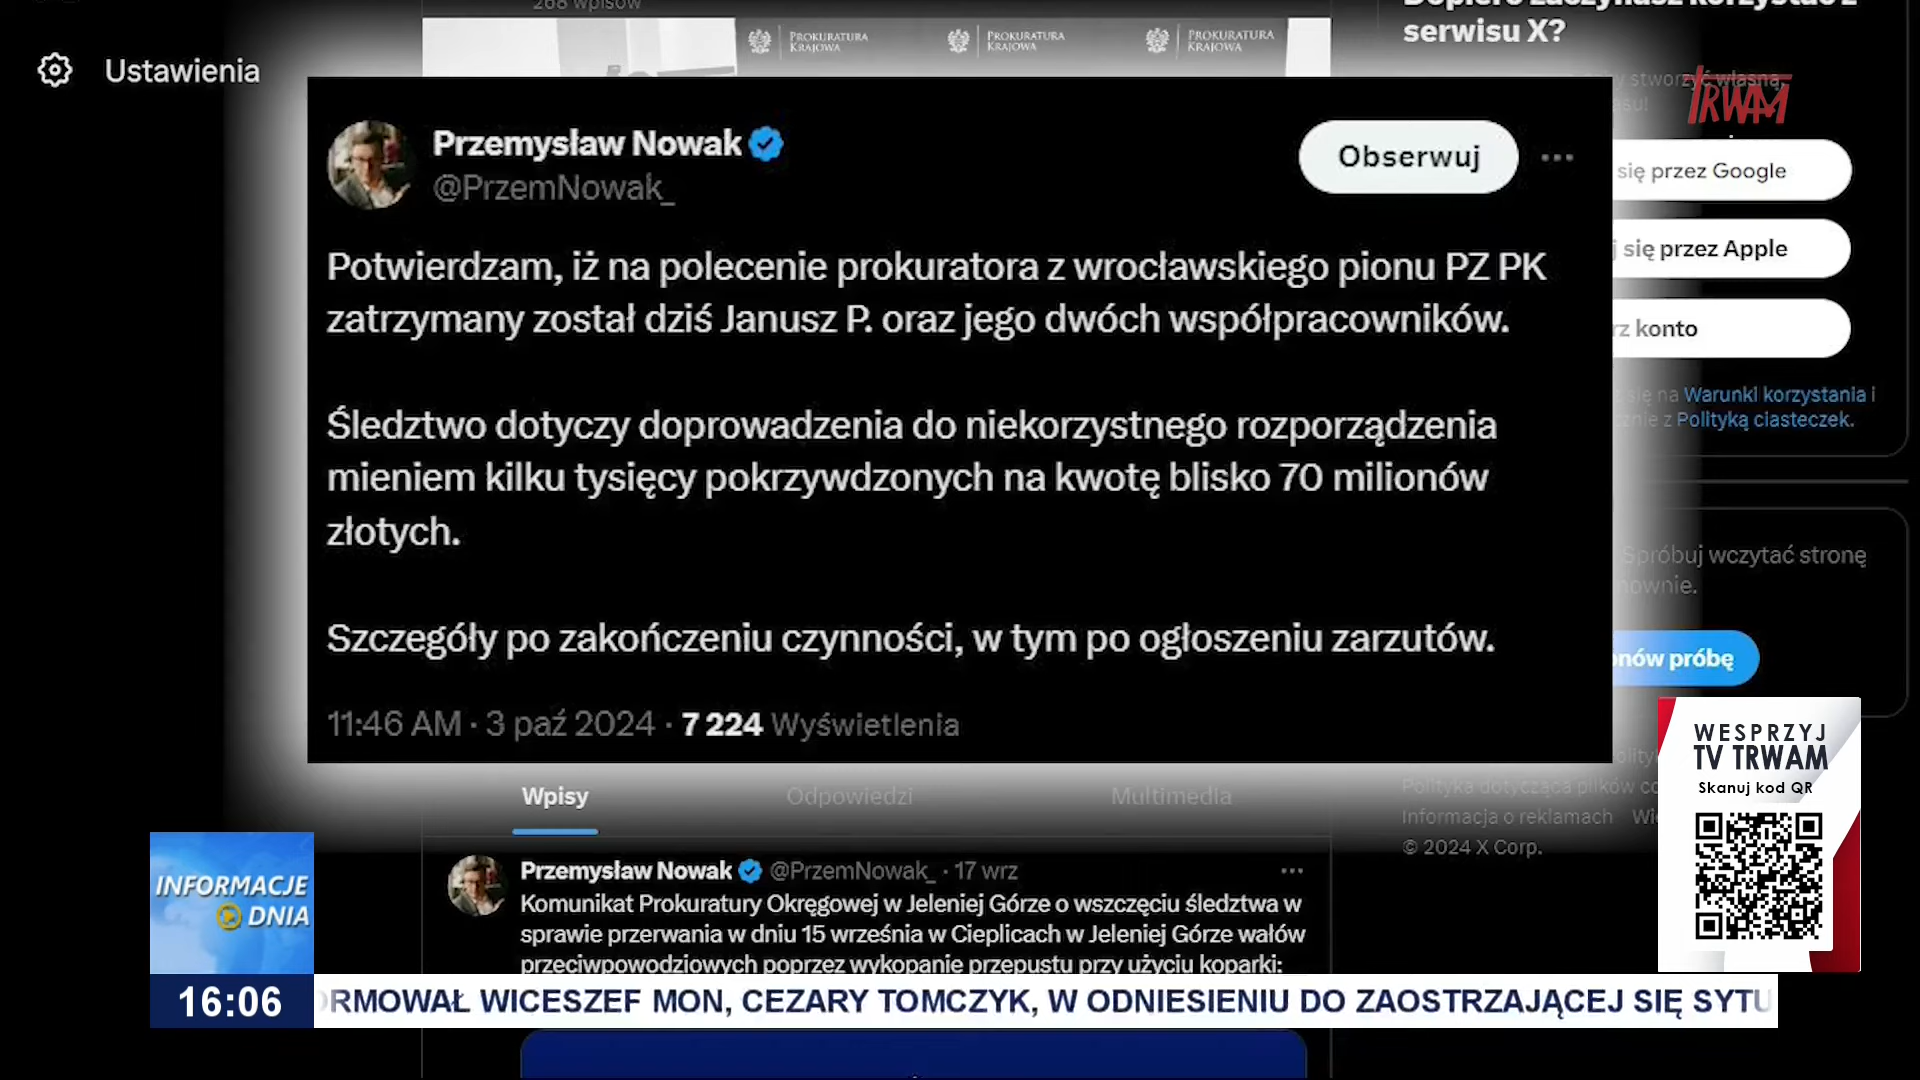 268 wpisów
Ustawienia
PROKURATURA
KRAJOWA
PROKURATURA
KRAJOWA
PROKURATURA
KRAJOWA
Dopiero zaczynasz korzystać z
serwisu X?
stworzyć własną
TRWAM
Przemysław Nowak
@PrzemNowak_
Obserwuj
Potwierdzam, iż na polecenie prokuratora z wrocławskiego pionu PZ PK
zatrzymany został dziś Janusz P. oraz jego dwóch współpracowników.
Śledztwo dotyczy doprowadzenia do niekorzystnego rozporządzenia
mieniem kilku tysięcy pokrzywdzonych na kwotę blisko 70 milionów
złotych.
Szczegóły po zakończeniu czynności, w tym po ogłoszeniu zarzutów.
11:46 AM · 3 paź 2024 · 7 224 Wyświetlenia
się przez Google
się przez Apple
konto
na Warunki korzystania i
z Polityką ciasteczek.
Spróbuj wczytać stronę
próbę
Polityka dotycząca plików
Informacja o reklamach
© 2024 X Corp.
Wpisy
Odpowiedzi
Multimedia
Przemysław Nowak @PrzemNowak_ · 17 wrz
Komunikat Prokuratury Okręgowej w Jeleniej Górze o wszczęciu śledztwa w
sprawie przerwania w dniu 15 września w Cieplicach w Jeleniej Górze wałów
przeciwpowodziowych poprzez wykopanie przepustu przy użyciu koparki:
WESPRZYJ
TV TRWAM
Skanuj kod QR
INFORMACJE
DNIA
16:06
ORMOWAŁ WICESZEF MON, CEZARY TOMCZYK, W ODNIESIENIU DO ZAOSTRZAJĄCEJ SIĘ SYTU